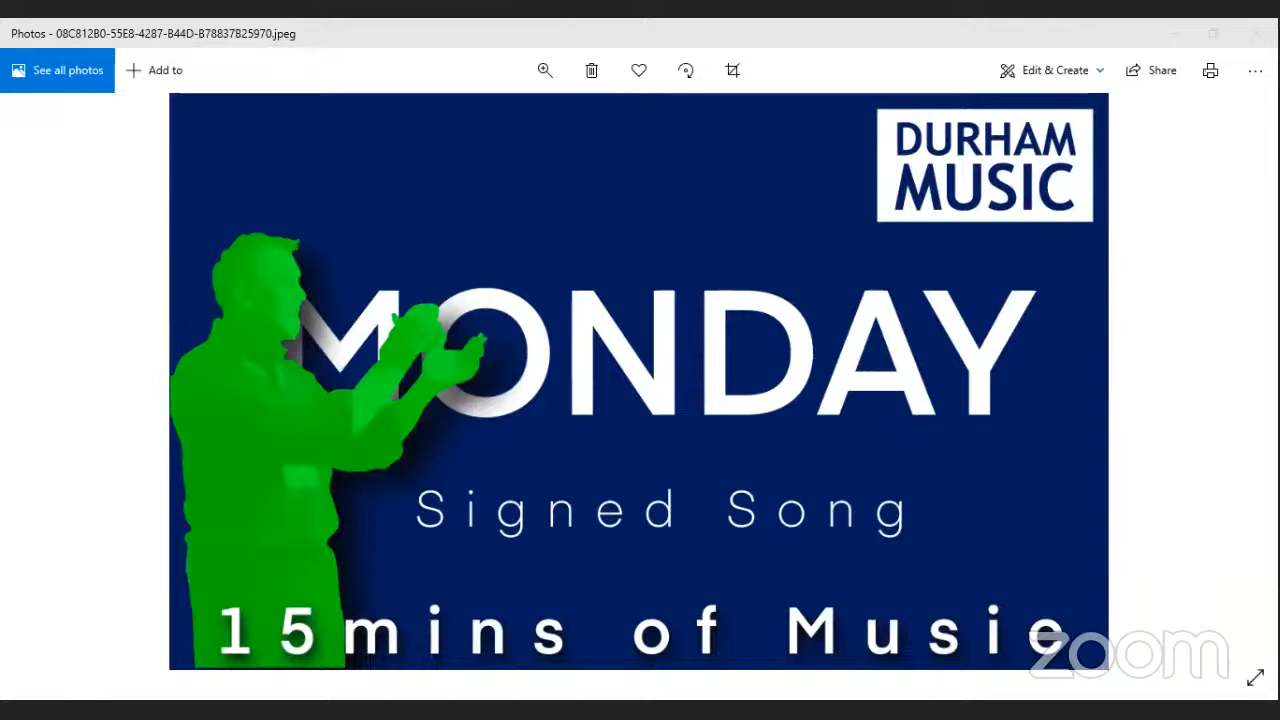 Photos - 08C812B0-55E8-4287-B44D-B78837B25970.jpeg
See all photos
Add to
Edit & Create
Share
DURHAM
MUSIC
MONDAY
Signed Song
15mins of Music
zoom